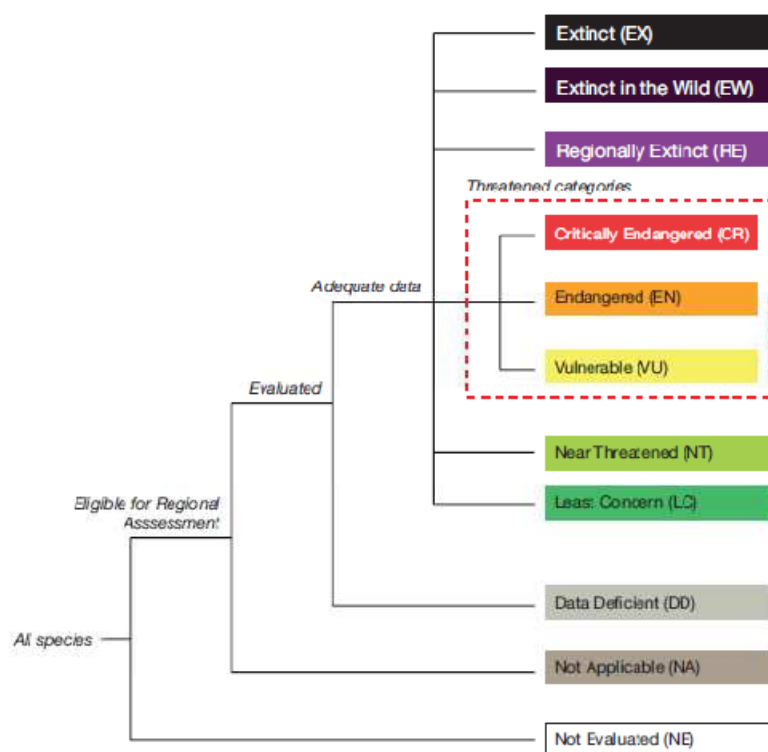 Extinct (EX)
Extinct in the Wild (EW)
Regionally Extinct (RE)
Threatened categories
Critically Endangered (CR)
Adequate data
Endangered (EN)
Vulnerable (VU)
Evaluated
Near Threatened (NT)
Eligible for Regional
Asssessment
Least Concern (LC)
Data Deficient (DD)
All species
Not Applicable (NA)
Not Evaluated (NE)